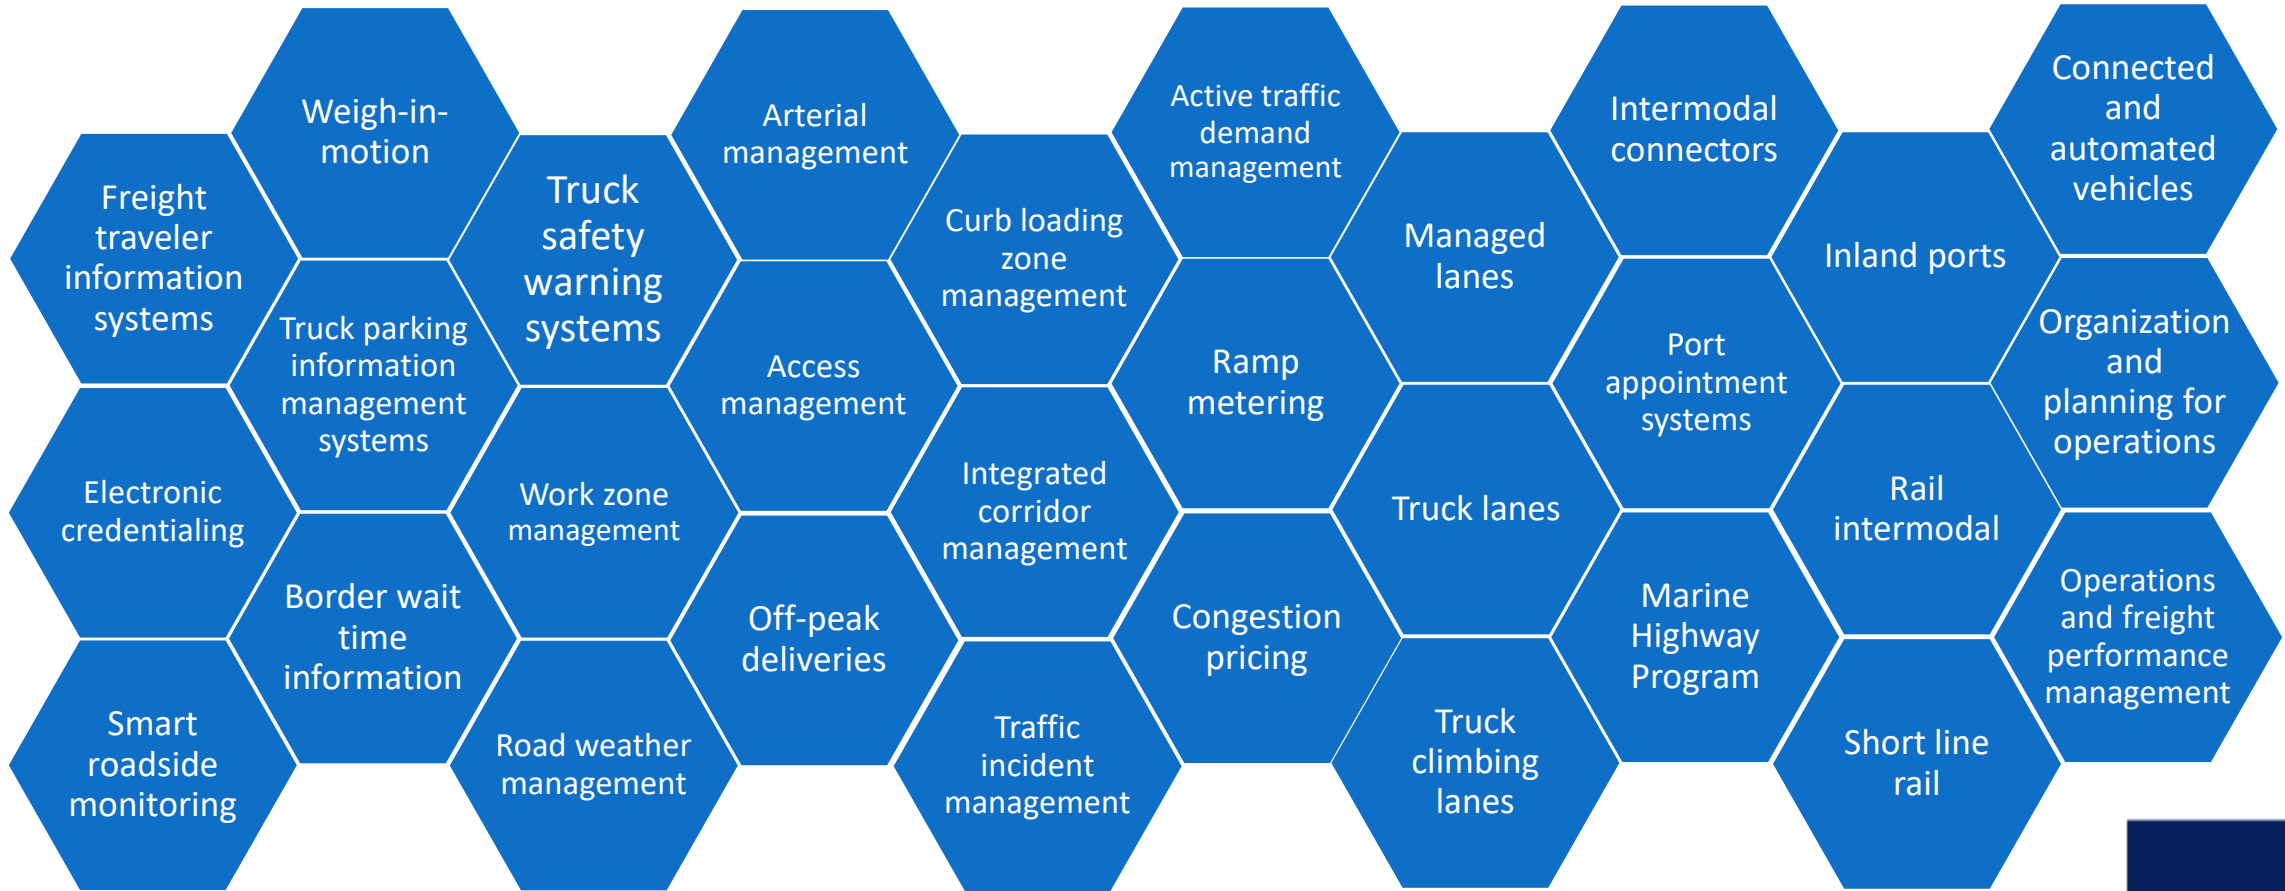 Freight
traveler
information
systems
Electronic
credentialing
Smart
roadside
monitoring
Weigh-in-
motion
Truck parking
information
management
systems
Border wait
time
information
Truck
safety
warning
systems
Work zone
management
Road weather
management
Arterial
management
Access
management
Off-peak
deliveries
Curb loading
zone
management
Integrated
corridor
management
Traffic
incident
management
Active traffic
demand
management
Ramp
metering
Congestion
pricing
Managed
lanes
Truck lanes
Truck
climbing
lanes
Intermodal
connectors
Port
appointment
systems
Marine
Highway
Program
Inland ports
Rail
intermodal
Short line
rail
Connected
and
automated
vehicles
Organization
and
planning for
operations
Operations
and freight
performance
management